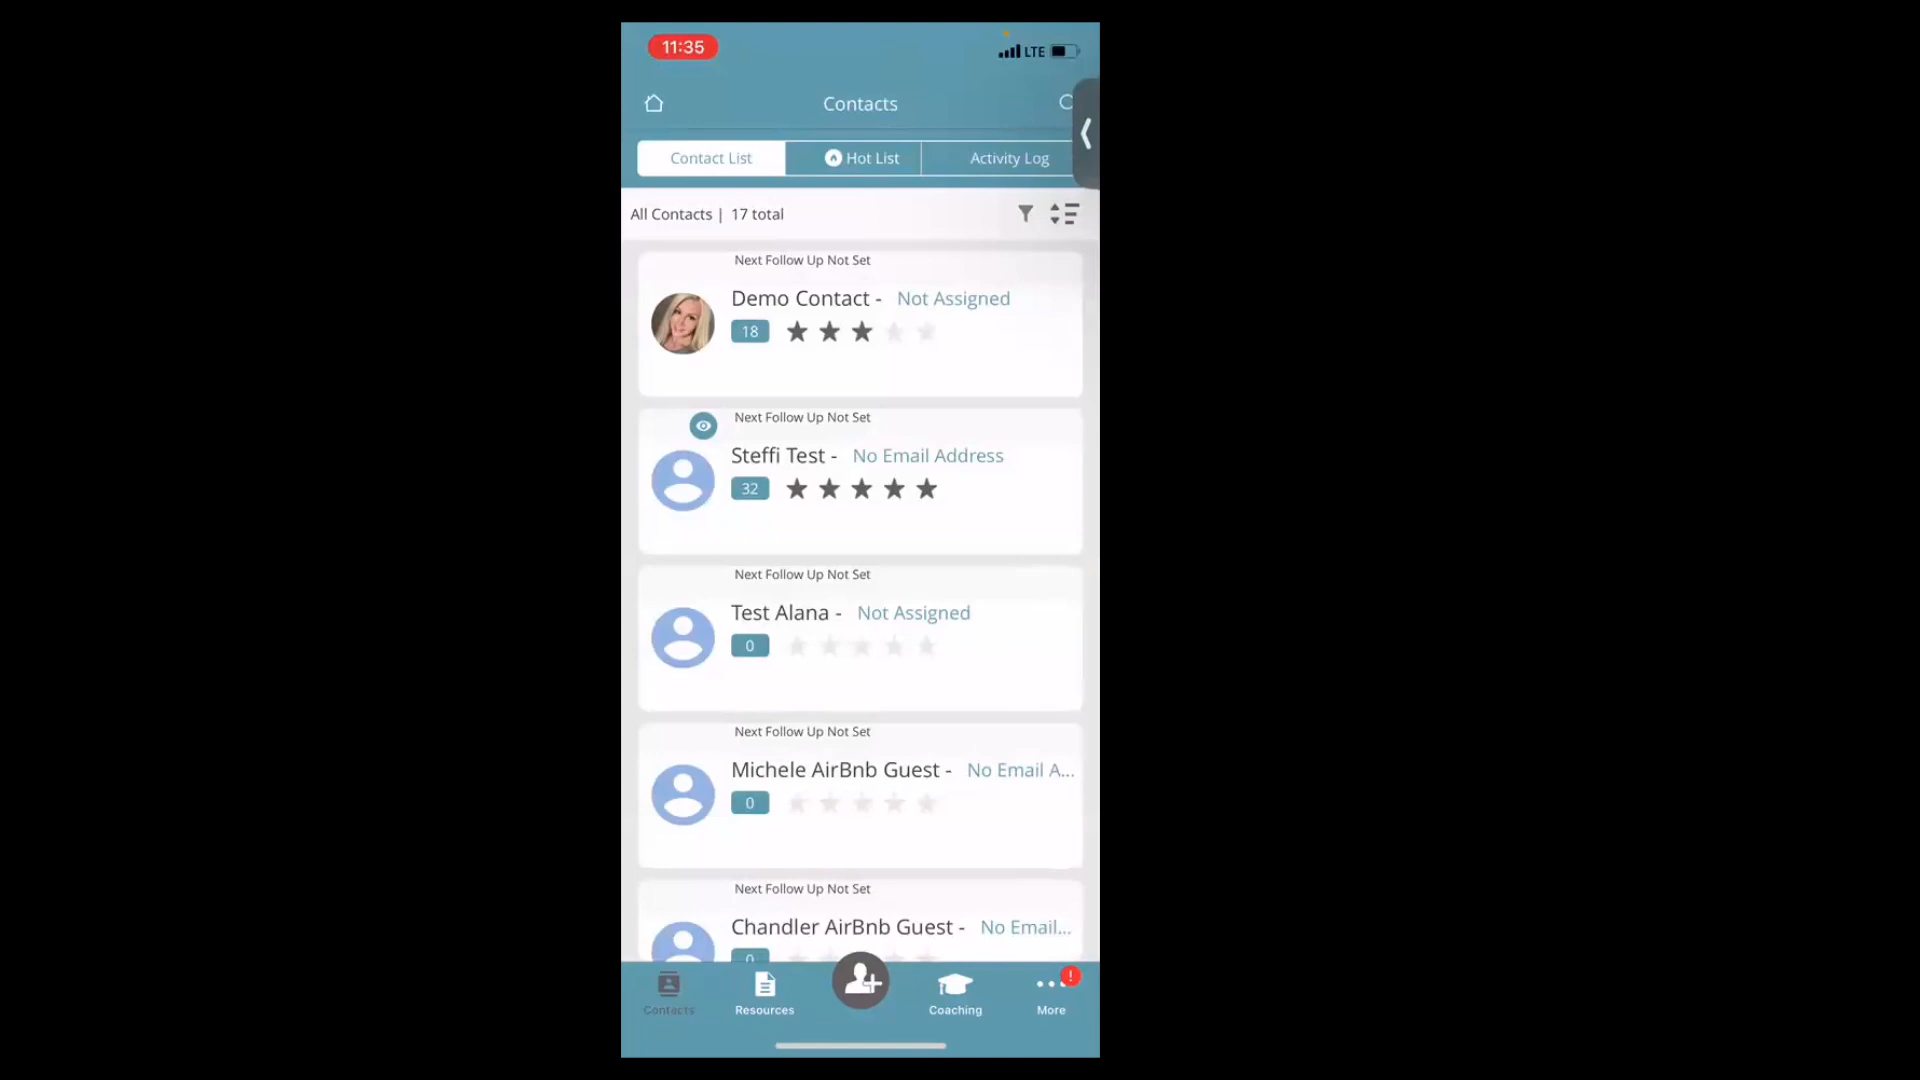 11:35
LTE
Contacts
Contact List
Hot List
Activity Log
All Contacts | 17 total
Next Follow Up Not Set
Demo Contact - Not Assigned
18
Next Follow Up Not Set
Steffi Test - No Email Address
32
Next Follow Up Not Set
Test Alana - Not Assigned
0
Next Follow Up Not Set
Michele AirBnb Guest - No Email A...
0
Next Follow Up Not Set
Chandler AirBnb Guest - No Email...
0
!
Contacts
Resources
Coaching
More